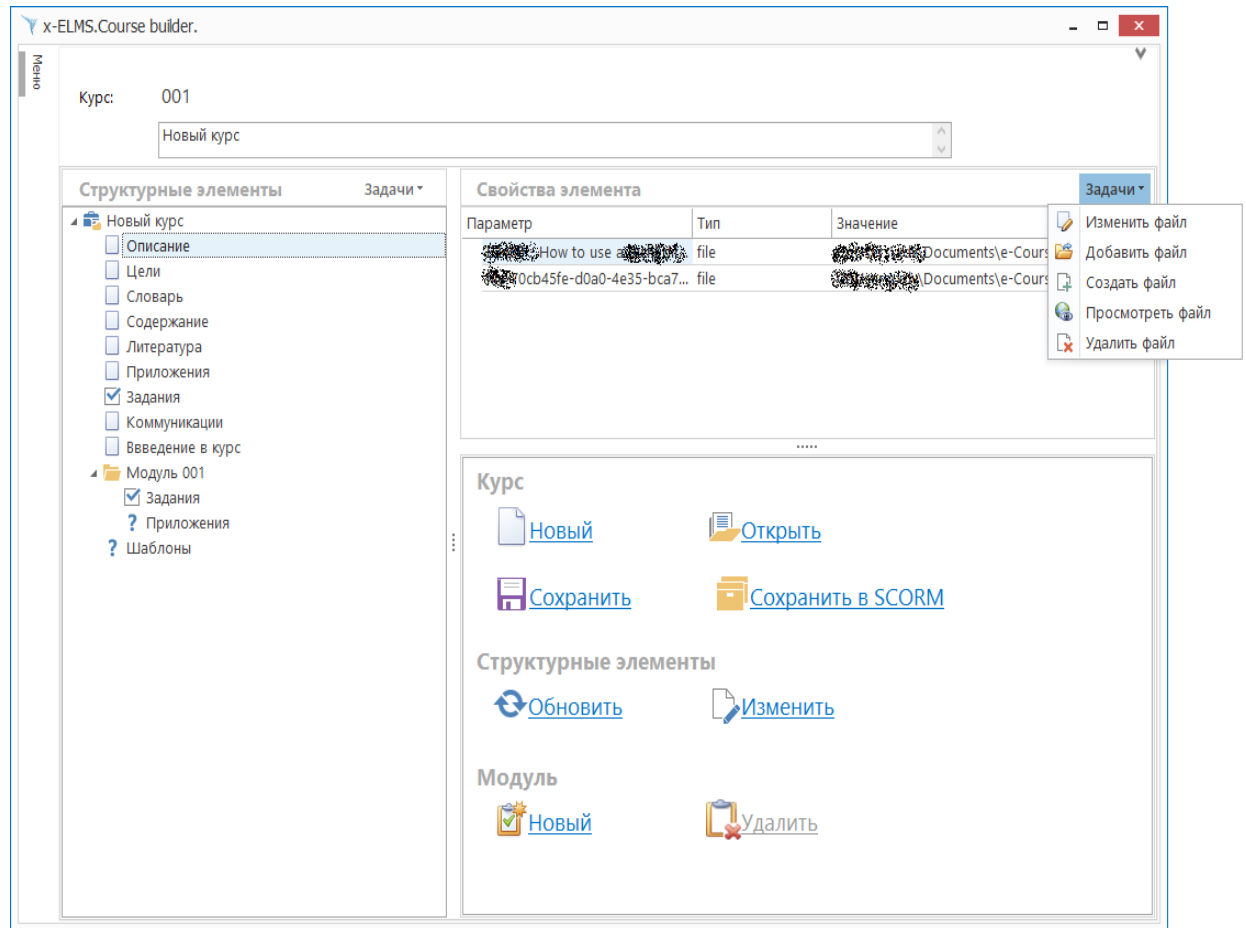 x-ELMS.Course builder.
Меню
Курс: 001
Новый курс
Структурные элементы Задачи
Новый курс
Описание
Цели
Словарь
Содержание
Литература
Приложения
Задания
Коммуникации
Ввведение в курс
Модуль 001
Задания
? Приложения
? Шаблоны
Свойства элемента Задачи
Параметр Тип Значение
How to use file Documents\e-Cours
0cb45fe-d0a0-4e35-bca7... file \Documents\e-Cours
Изменить файл
Добавить файл
Создать файл
Просмотреть файл
Удалить файл
Курс
Новый Открыть
Сохранить Сохранить в SCORM
Структурные элементы
Обновить Изменить
Модуль
Новый Удалить